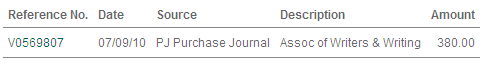 Reference No. Date Source Description Amount
V0569807 07/09/10 PJ Purchase Journal Assoc of Writers & Writing 380.00